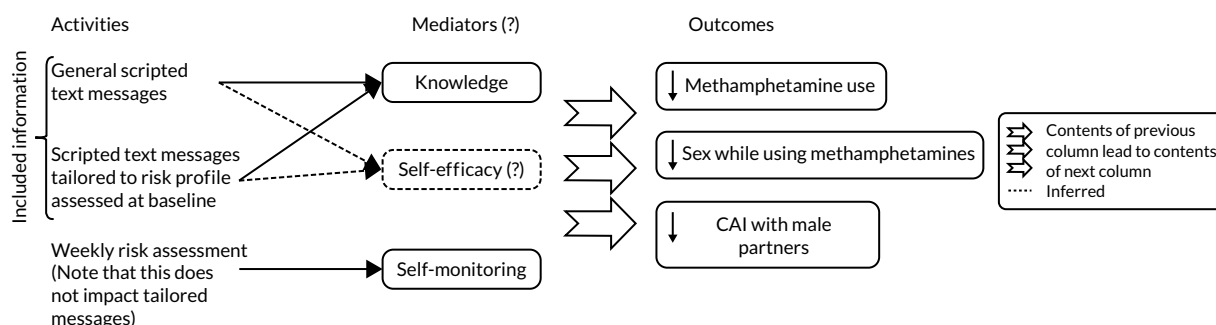 Activities
Mediators (?)
Outcomes
Included information
General scripted
text messages
Scripted text messages
tailored to risk profile
assessed at baseline
Weekly risk assessment
(Note that this does
not impact tailored
messages)
Knowledge
Self-efficacy (?)
Self-monitoring
Methamphetamine use
Sex while using methamphetamines
CAI with male
partners
Contents of previous
column lead to contents
of next column
Inferred